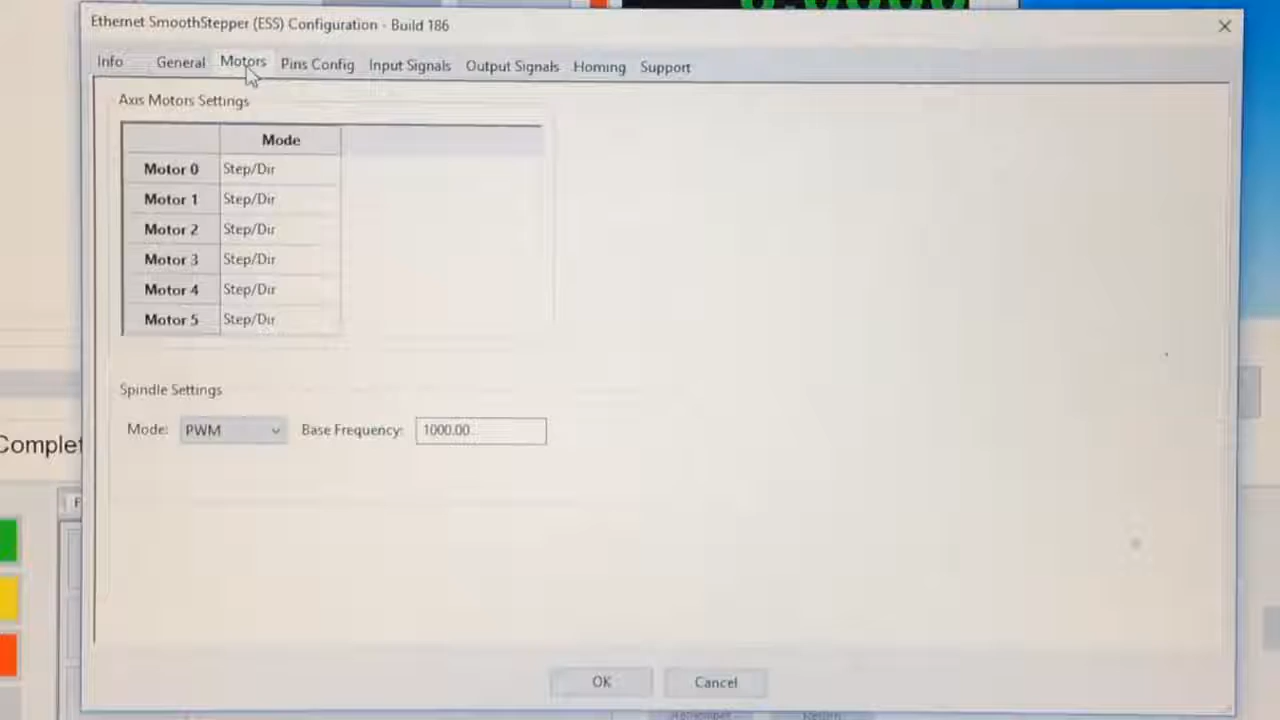 Ethernet SmoothStepper (ESS) Configuration - Build 186
Info General Motors Pins Config Input Signals Output Signals Homing Support
Axis Motors Settings
Mode
Motor 0 Step/Dir
Motor 1 Step/Dir
Motor 2 Step/Dir
Motor 3 Step/Dir
Motor 4 Step/Dir
Motor 5 Step/Dir
Spindle Settings
Mode: PWM Base Frequency: 1000.00
Complet
OK Cancel